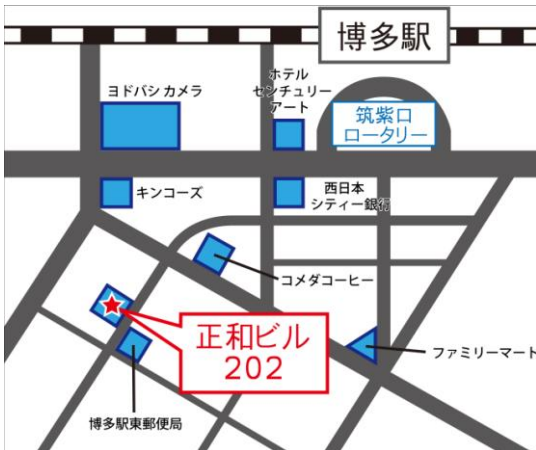 博多駅
ヨドバシ カメラ
ホテル
センチュリー
アート
筑紫口
ロータリー
キンコーズ
西日本
シティー銀行
コメダコーヒー
正和ビル
202
ファミリーマート
博多駅東郵便局